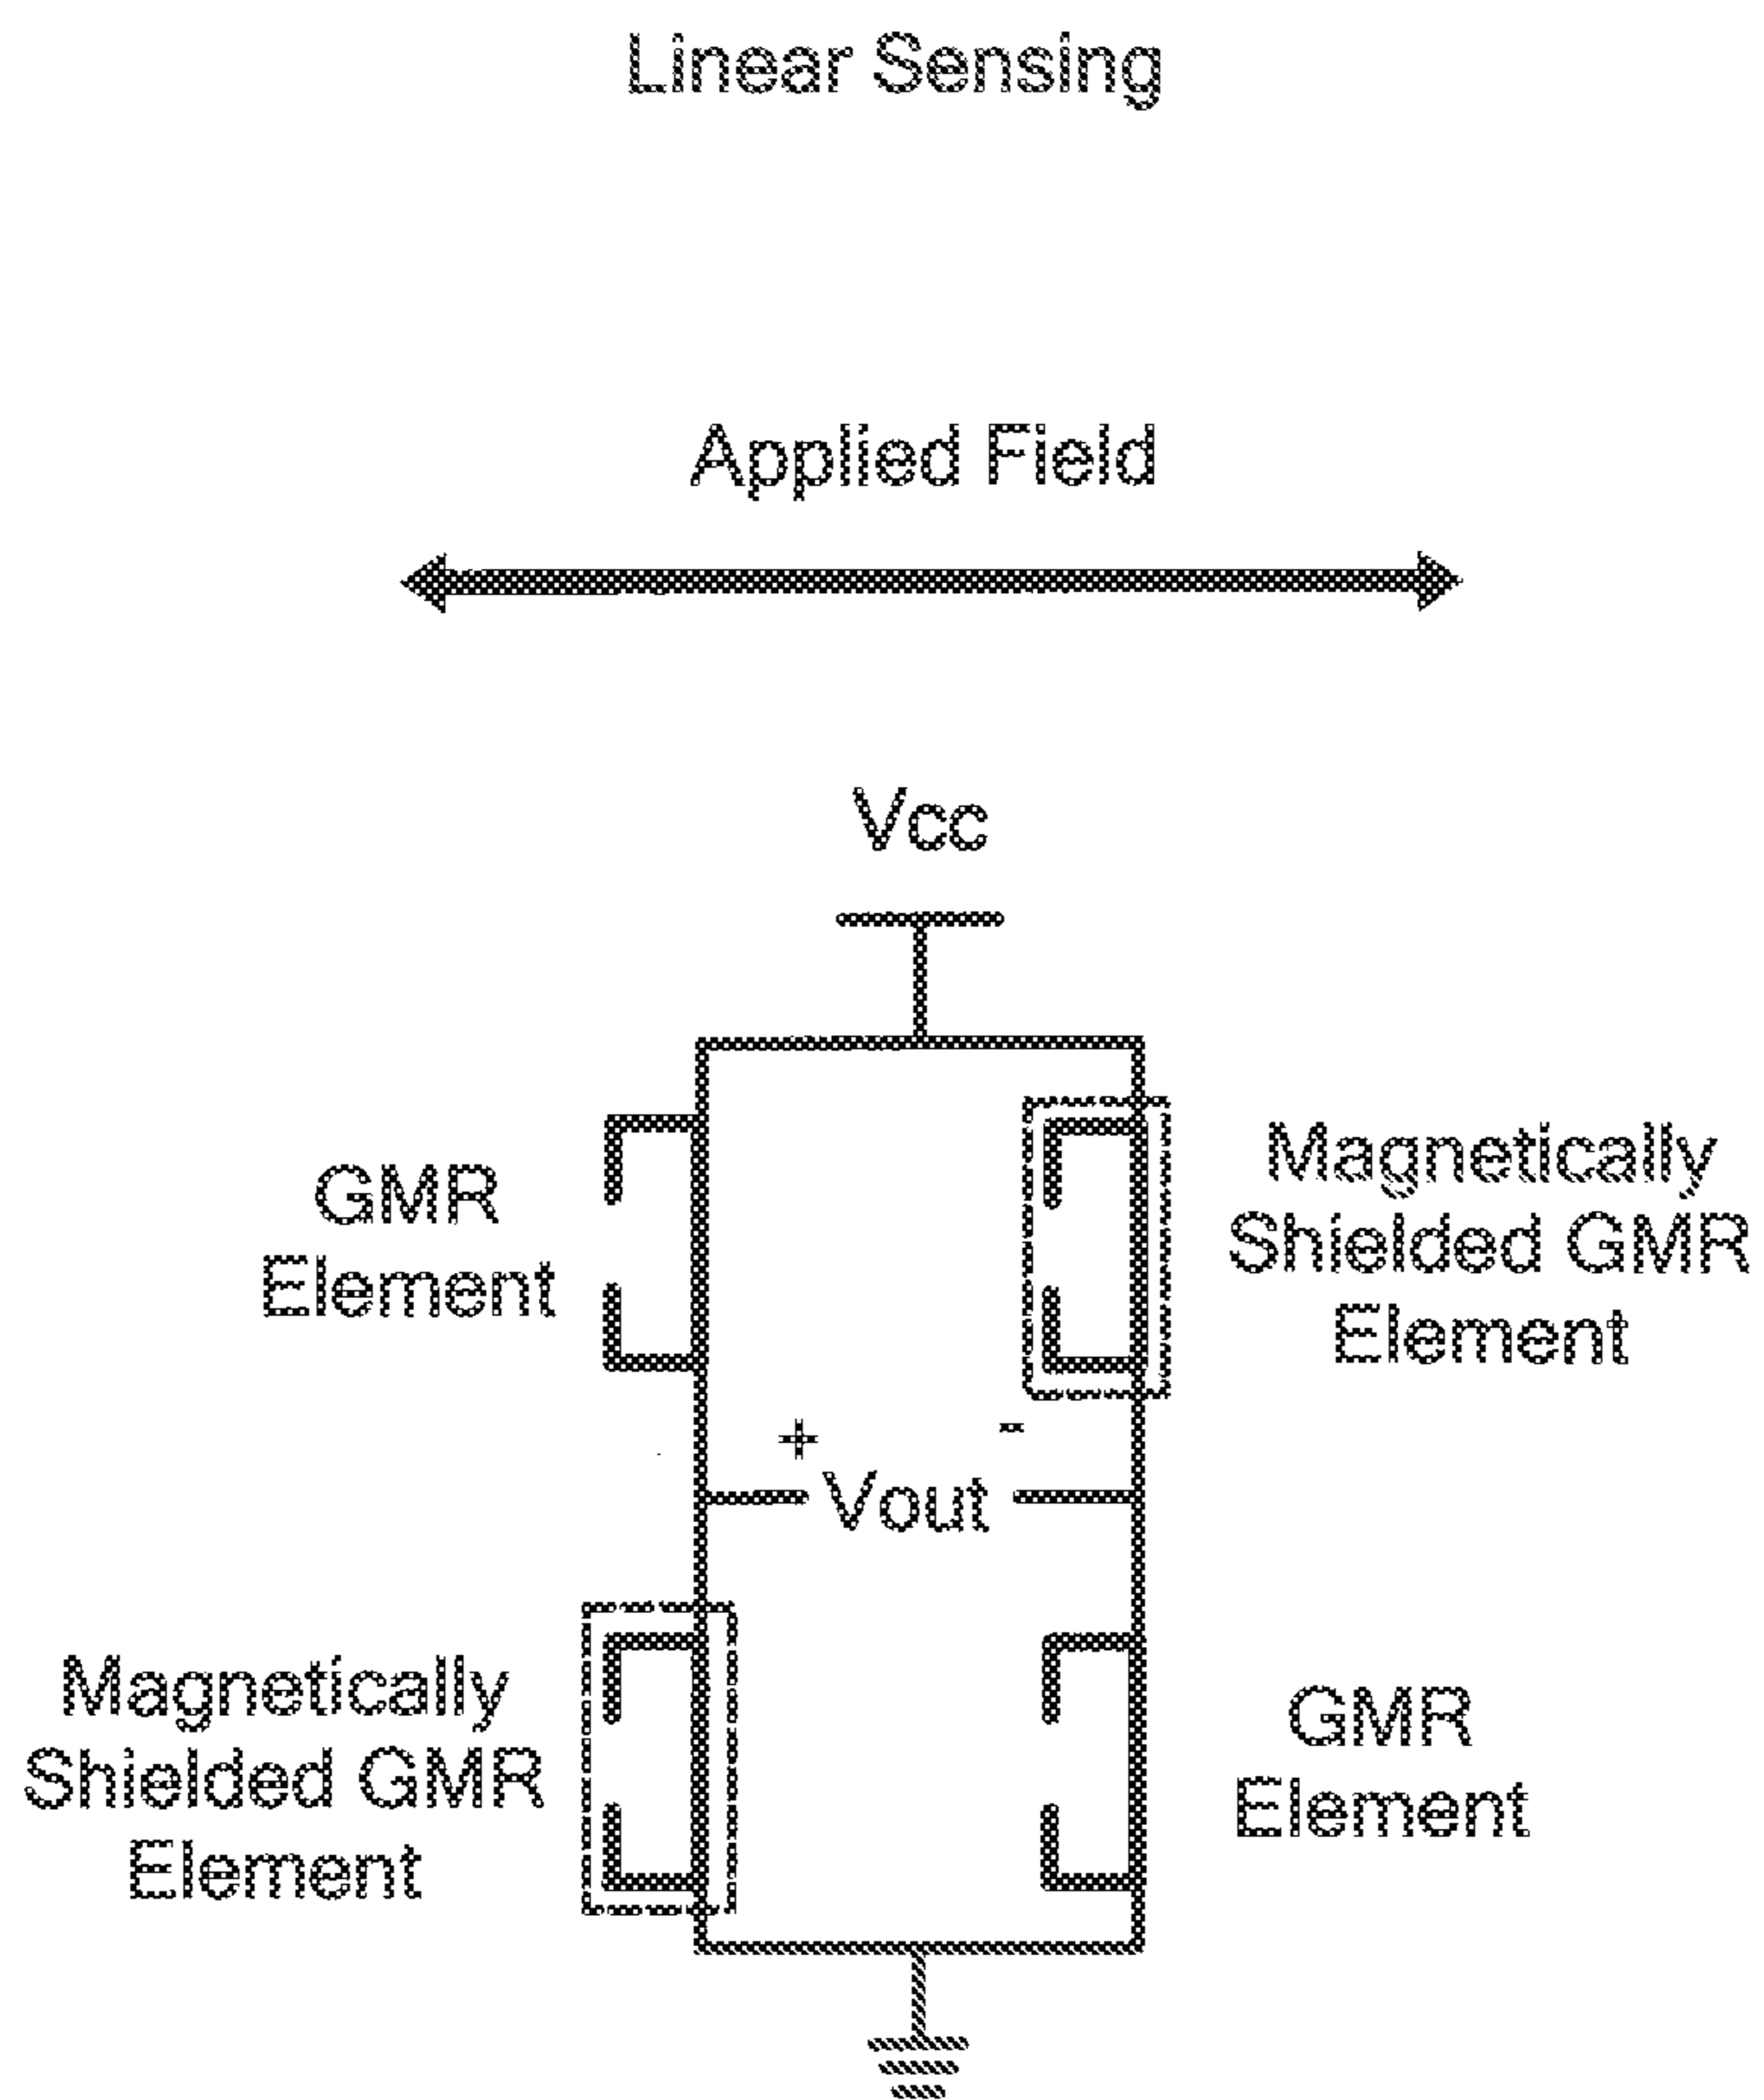 Linear Sensing
Applied Field
Vcc
GMR
Element
Magnetically
Shielded GMR
Element
+
-
Vout
Magnetically
Shielded GMR
Element
GMR
Element